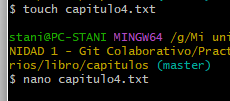 $ touch capitulo4.txt
stani@PC-STANI MINGW64 /g/Mi uni
NIDAD 1 - Git Colaborativo/Pract
rios/libro/capitulos (master)
$ nano capitulo4.txt